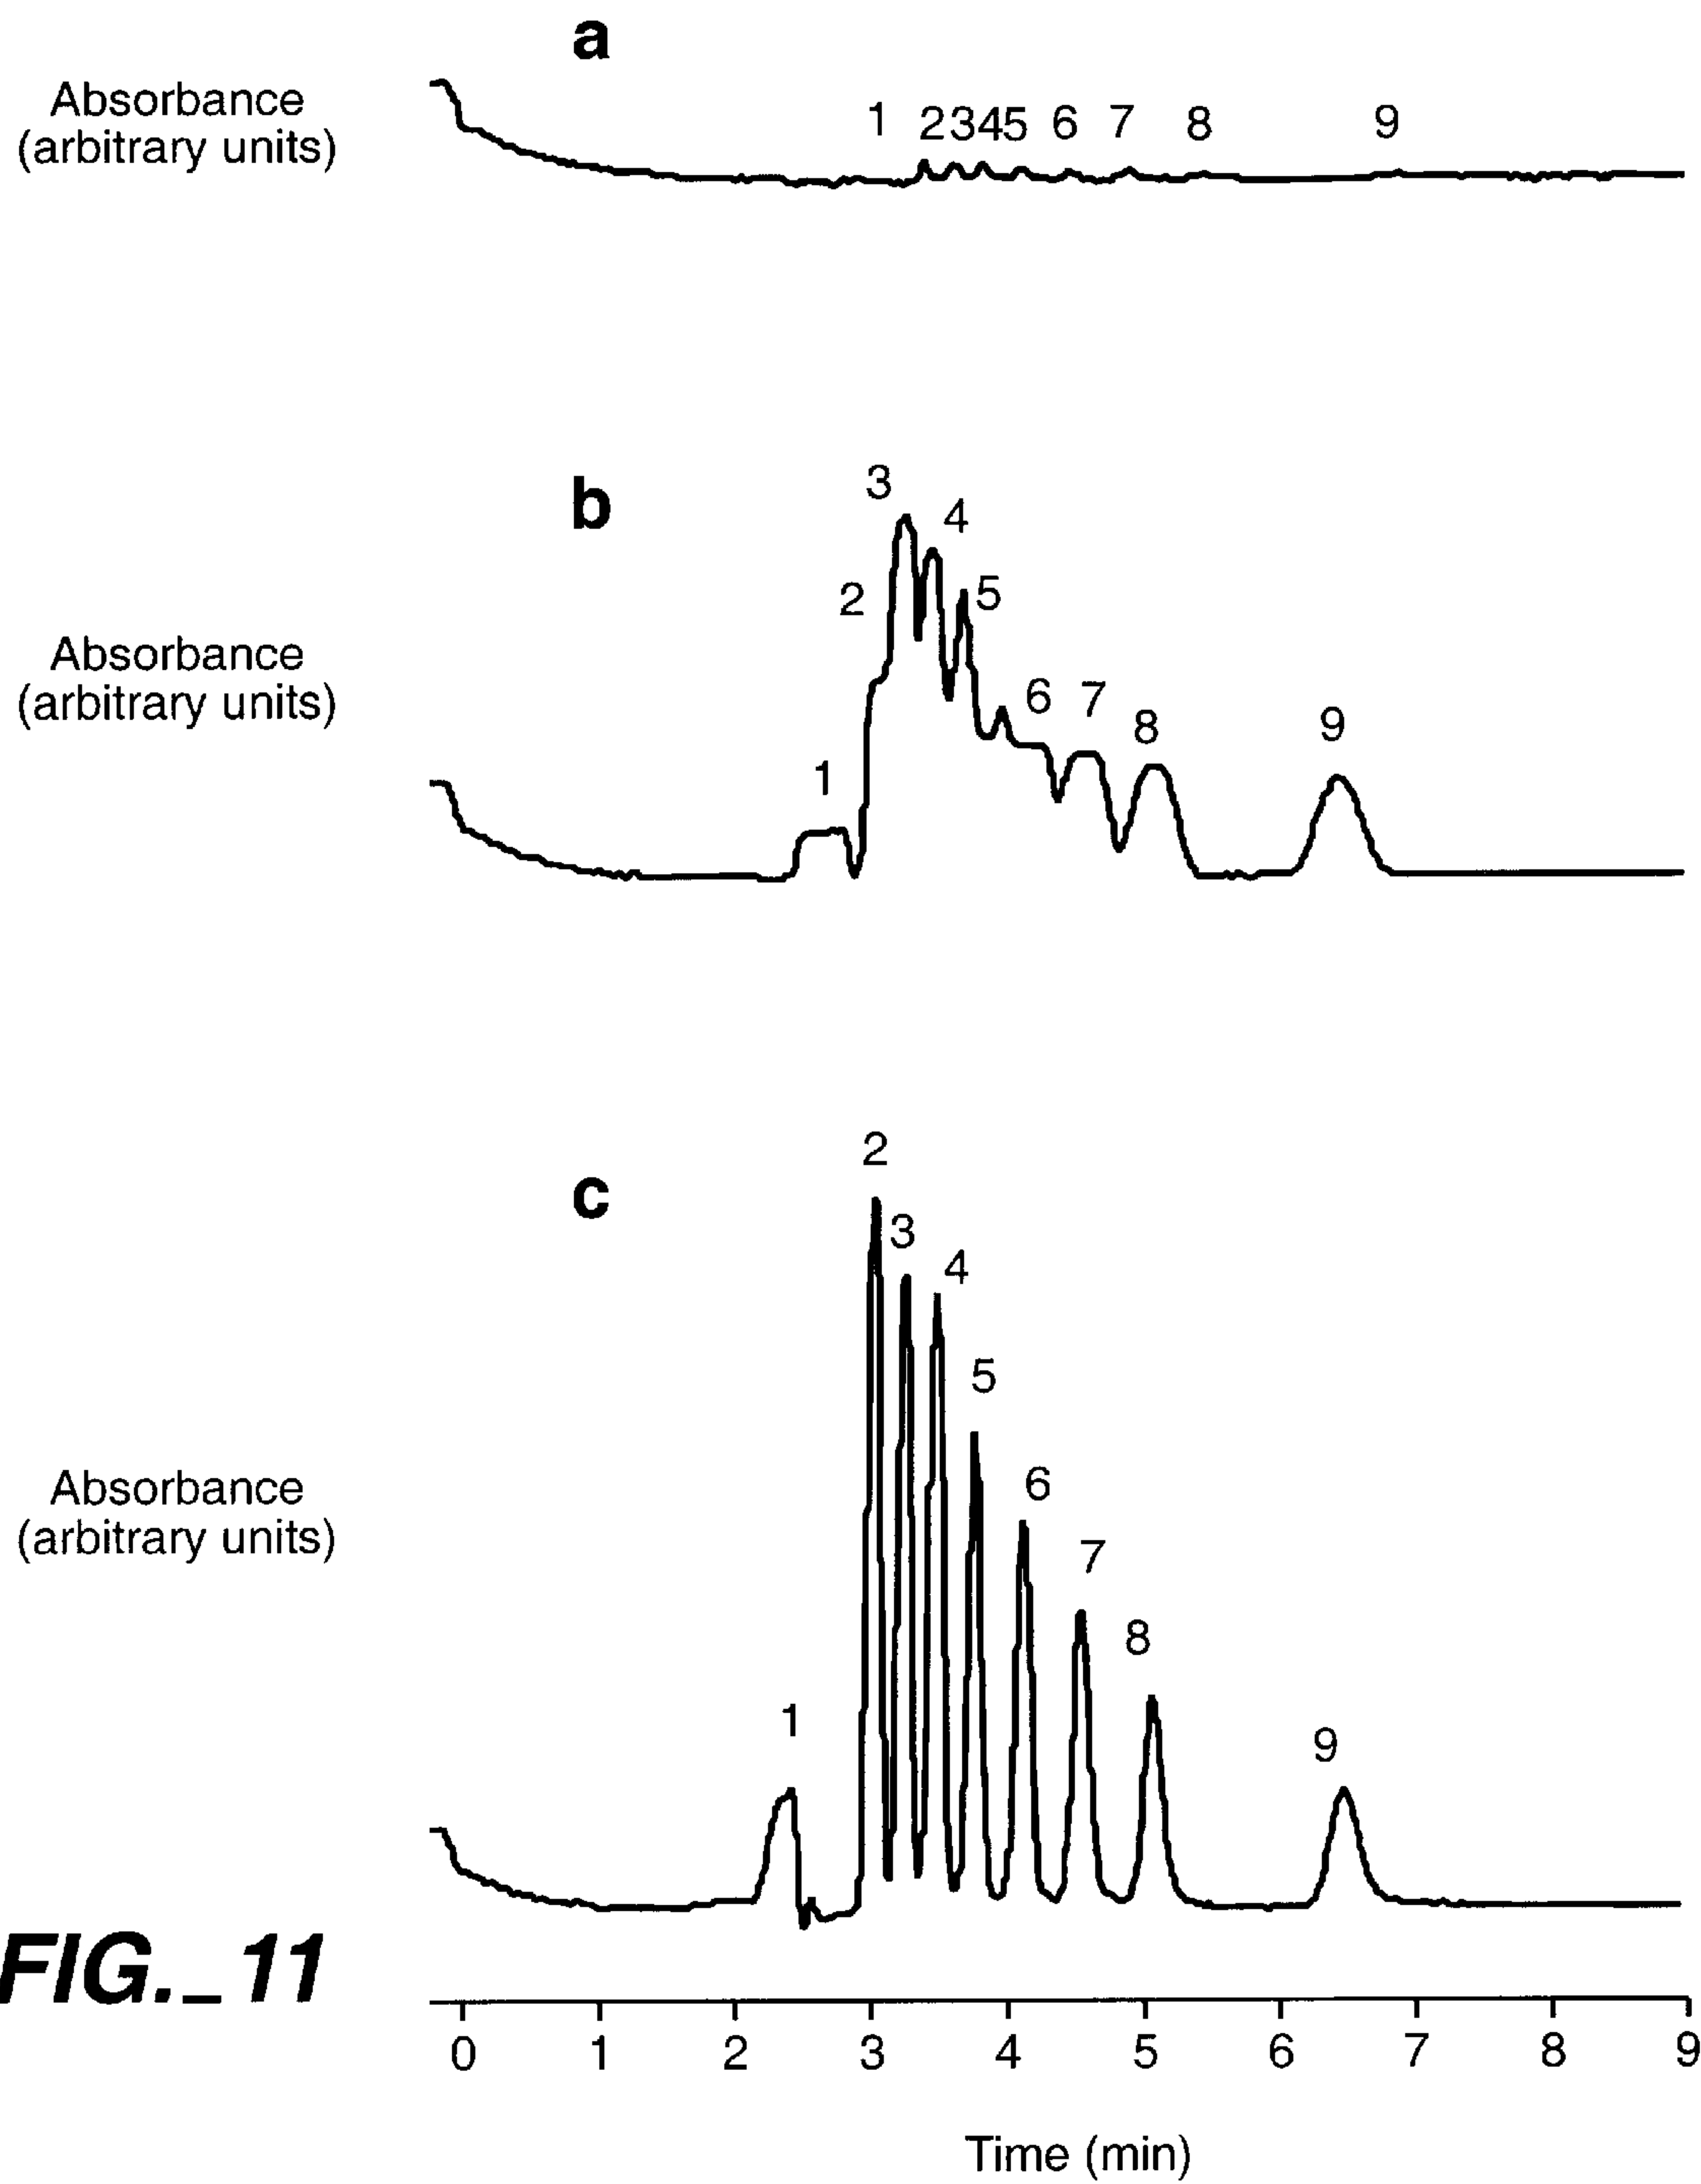 a
Absorbance
(arbitrary units)
1 2 3 4 5 6 7 8 9
b
Absorbance
(arbitrary units)
1 2 3 4 5 6 7 8 9
c
Absorbance
(arbitrary units)
1 2 3 4 5 6 7 8 9
FIG._11
0 1 2 3 4 5 6 7 8 9
Time (min)